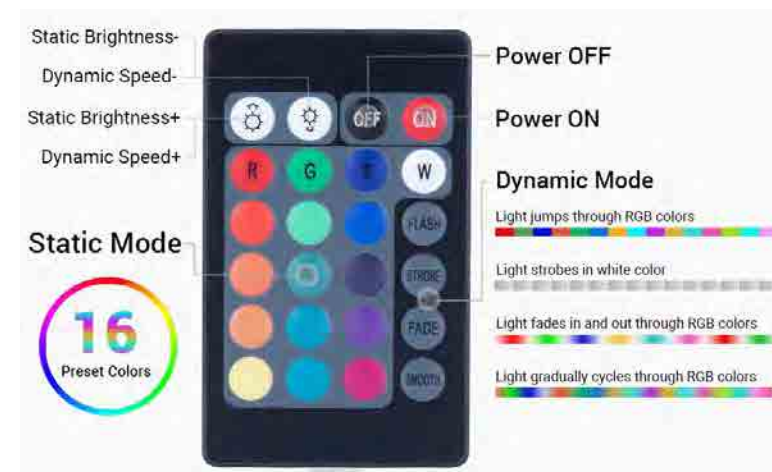 Static Brightness-
Dynamic Speed-
Static Brightness+
Dynamic Speed+
Static Mode
16
Preset Colors
OFF
ON
R
G
W
FLASH
STROBE
FADE
SMOOTH
Power OFF
Power ON
Dynamic Mode
Light jumps through RGB colors
Light strobes in white color
Light fades in and out through RGB colors
Light gradually cycles through RGB colors